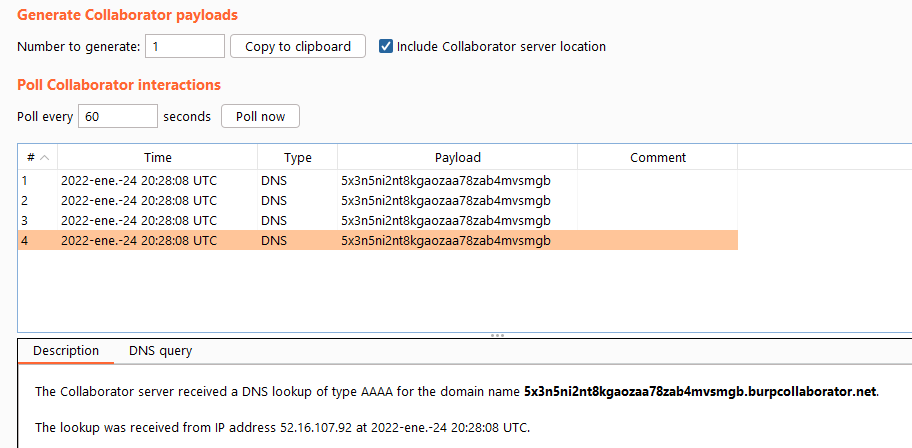 Generate Collaborator payloads
Number to generate: 1 Copy to clipboard Include Collaborator server location
Poll Collaborator interactions
Poll every 60 seconds Poll now
# Time Type Payload Comment
1 2022-ene.-24 20:28:08 UTC DNS 5x3n5ni2nt8kgaozaa78zab4mvsmgb
2 2022-ene.-24 20:28:08 UTC DNS 5x3n5ni2nt8kgaozaa78zab4mvsmgb
3 2022-ene.-24 20:28:08 UTC DNS 5x3n5ni2nt8kgaozaa78zab4mvsmgb
4 2022-ene.-24 20:28:08 UTC DNS 5x3n5ni2nt8kgaozaa78zab4mvsmgb
Description DNS query
The Collaborator server received a DNS lookup of type AAAA for the domain name 5x3n5ni2nt8kgaozaa78zab4mvsmgb.burpcollaborator.net.
The lookup was received from IP address 52.16.107.92 at 2022-ene.-24 20:28:08 UTC.